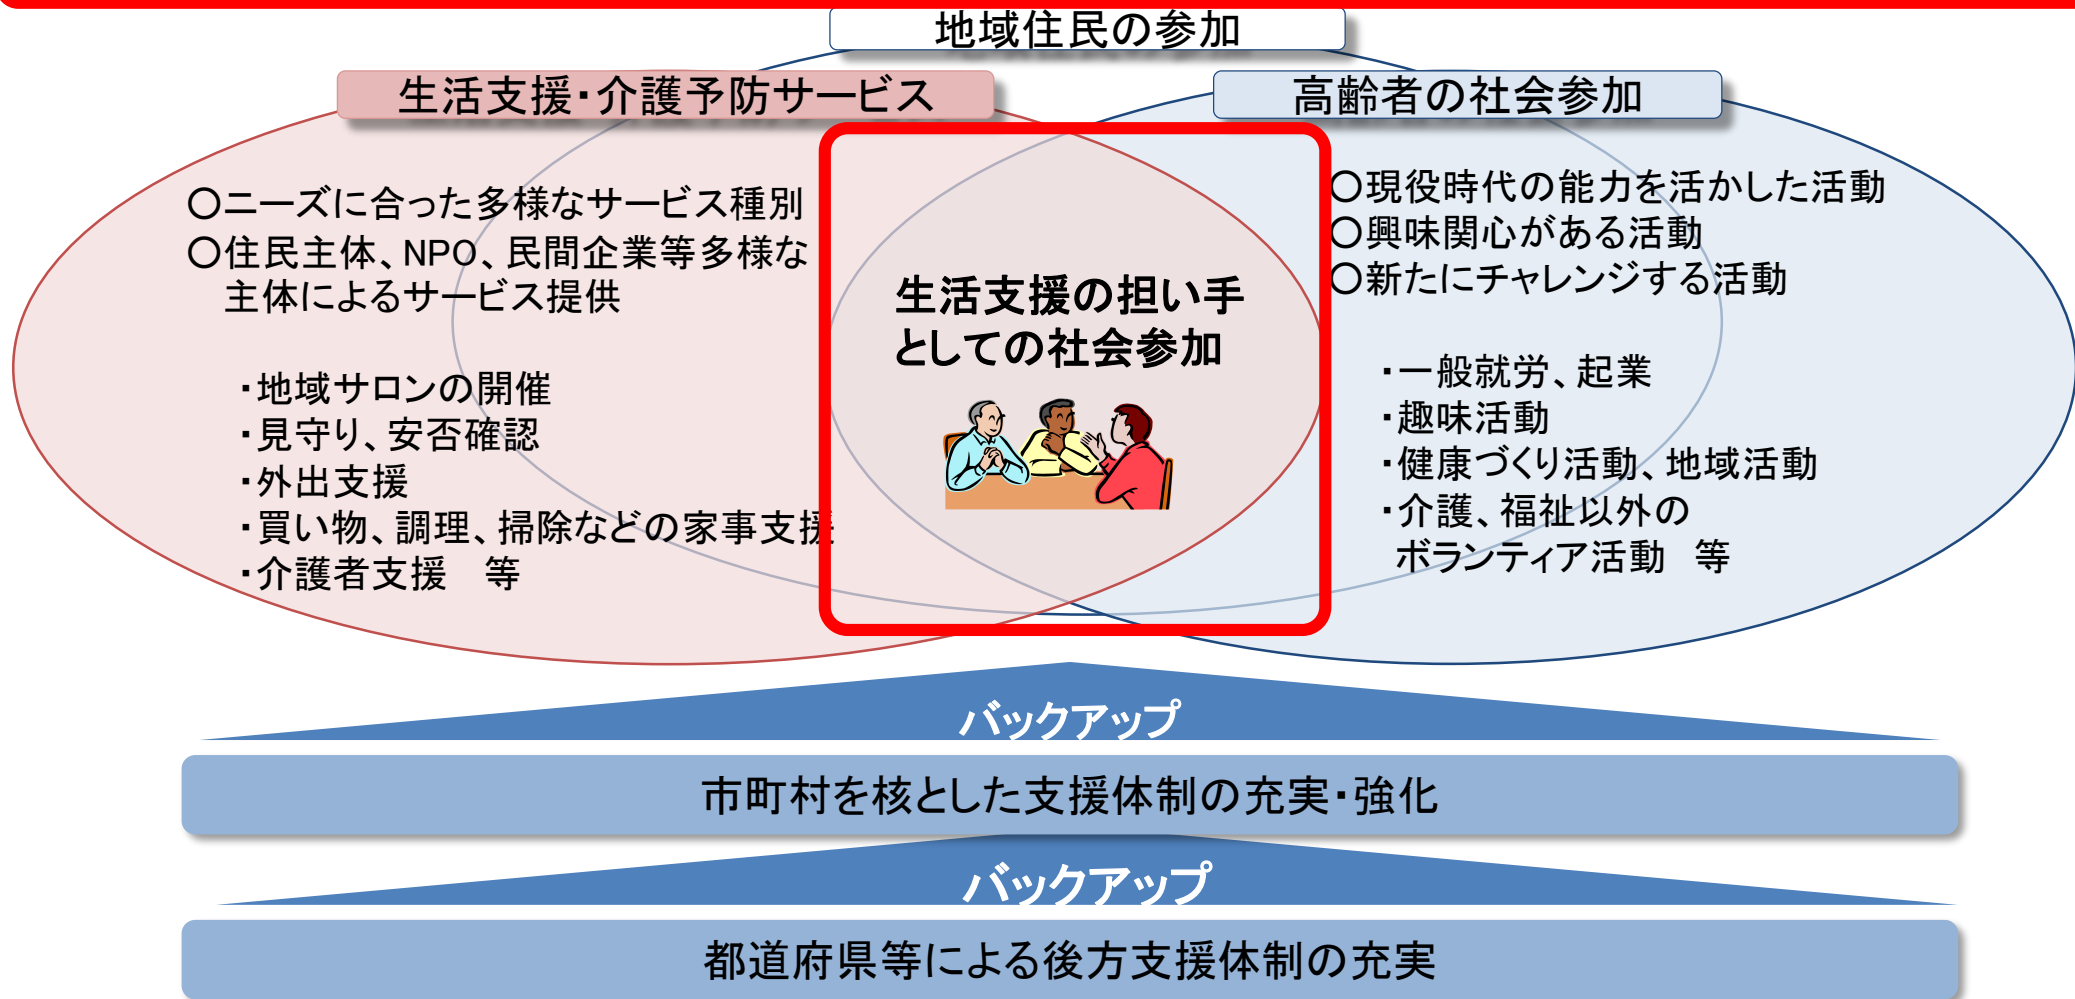 地域住民の参加
生活支援・介護予防サービス
〇ニーズに合った多様なサービス種別
〇住民主体、NPO、民間企業等多様な
主体によるサービス提供
・地域サロンの開催
・見守り、安否確認
・外出支援
・買い物、調理、掃除などの家事支援
・介護者支援　等
生活支援の担い手
としての社会参加
高齢者の社会参加
〇現役時代の能力を活かした活動
〇興味関心がある活動
〇新たにチャレンジする活動
・一般就労、起業
・趣味活動
・健康づくり活動、地域活動
・介護、福祉以外の
ボランティア活動　等
バックアップ
市町村を核とした支援体制の充実・強化
バックアップ
都道府県等による後方支援体制の充実